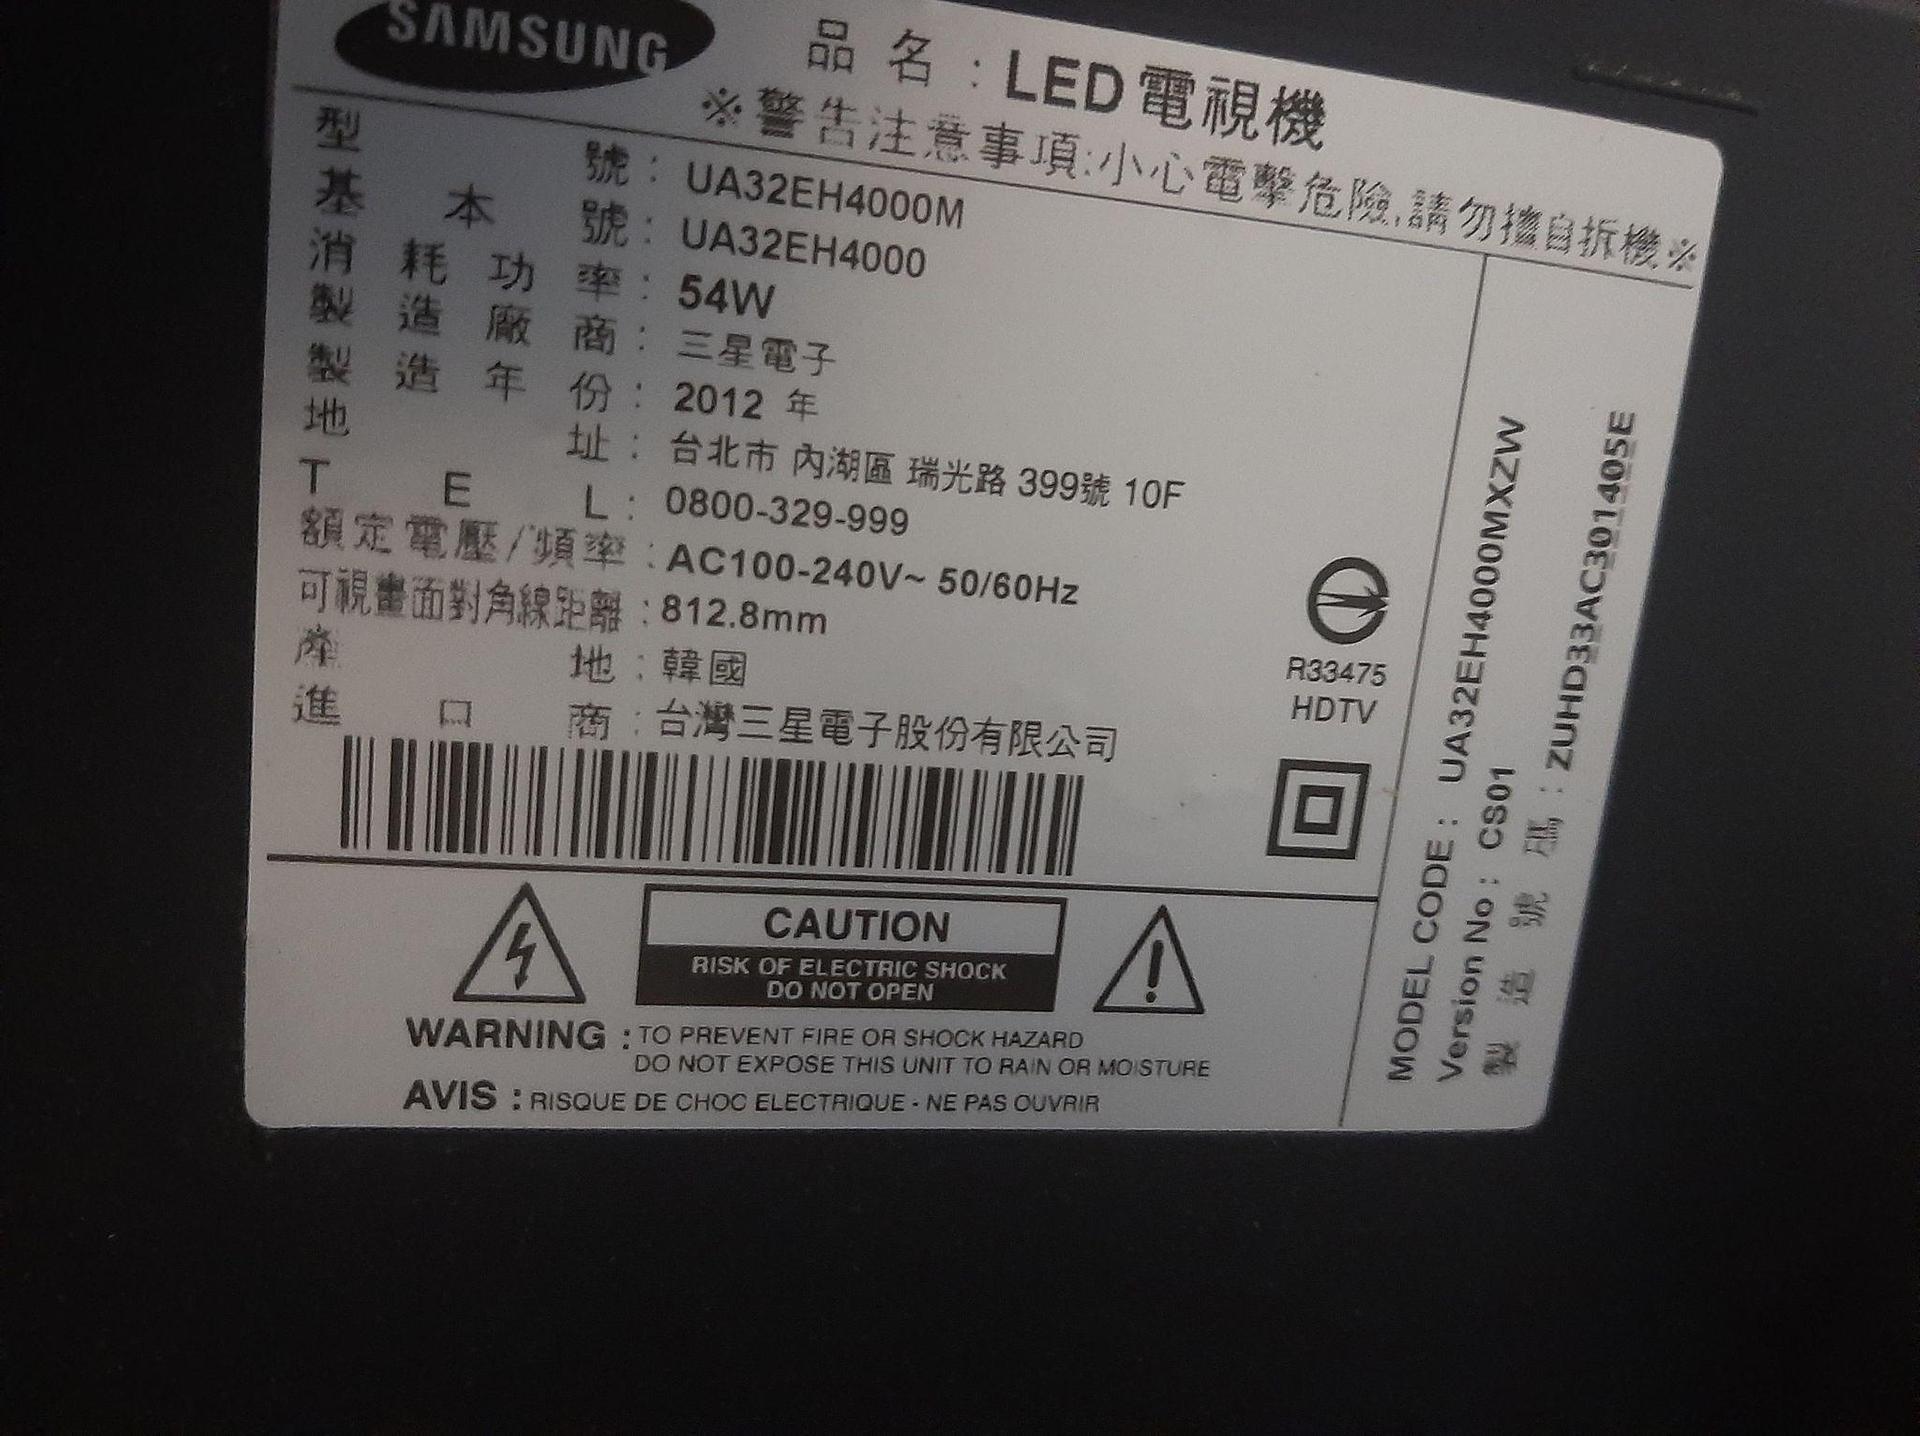 SAMSUNG
品名：LED 電視機
※警告注意事項:小心電擊危險,請勿擅自拆機※
型號：UA32EH4000M
基本號：UA32EH4000
消耗功率：54W
製造廠商：三星電子
製造年份：2012 年
地址：台北市 內湖區 瑞光路 399號 10F
TEL：0800-329-999
額定電壓/頻率：AC100-240V~ 50/60Hz
可視畫面對角線距離：812.8mm
產地：韓國
進口商：台灣三星電子股份有限公司
R33475
HDTV
CAUTION
RISK OF ELECTRIC SHOCK
DO NOT OPEN
WARNING : TO PREVENT FIRE OR SHOCK HAZARD
DO NOT EXPOSE THIS UNIT TO RAIN OR MOISTURE
AVIS : RISQUE DE CHOC ELECTRIQUE - NE PAS OUVRIR
MODEL CODE : UA32EH4000MXZW
Version No : CS01
製造號碼：ZUHD33AC301405E